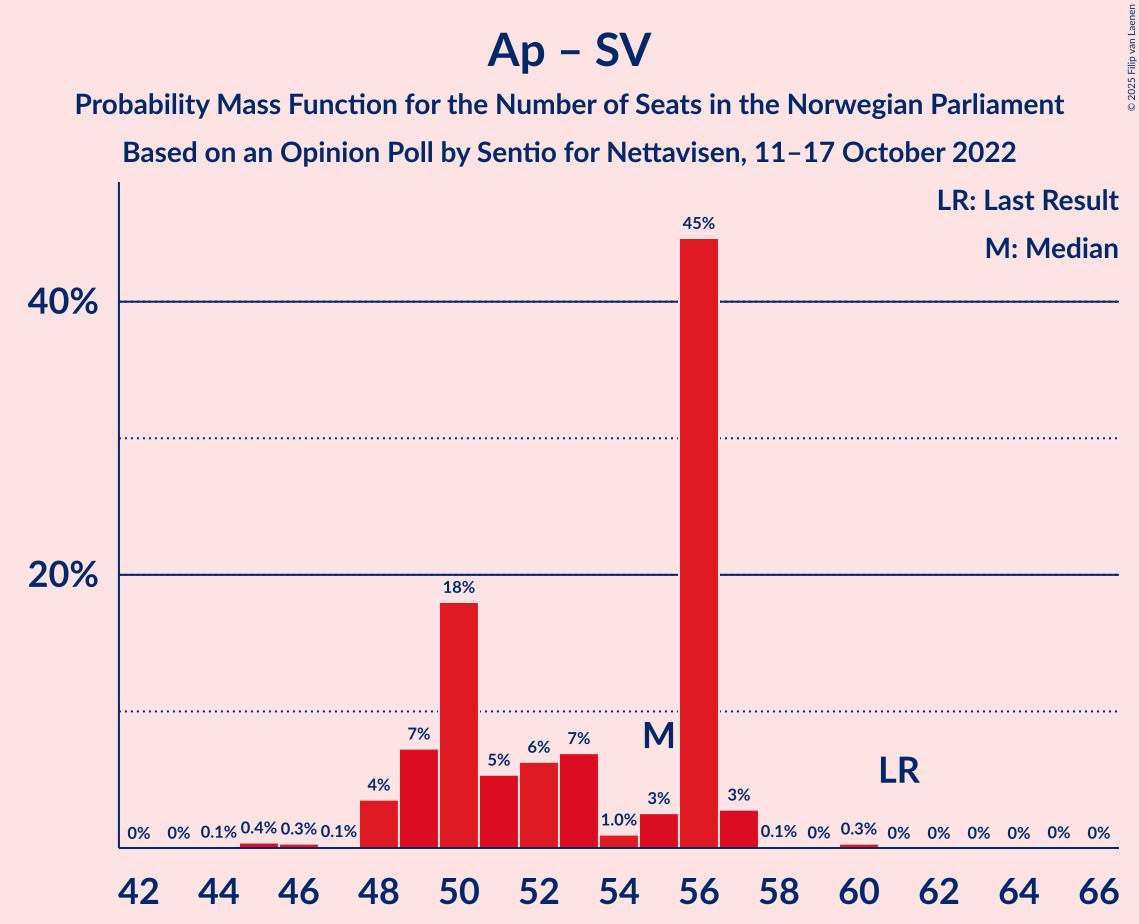 Ap – SV
Probability Mass Function for the Number of Seats in the Norwegian Parliament
Based on an Opinion Poll by Sentio for Nettavisen, 11–17 October 2022
© 2025 Filip van Laenen
LR: Last Result
M: Median
40%
20%
0% 0% 0.1% 0.4% 0.3% 0.1% 4% 7% 18% 5% 6% 7% 1.0% 3% 45% 3% 0.1% 0% 0.3% 0% 0% 0% 0% 0% 0%
M
LR
42 44 46 48 50 52 54 56 58 60 62 64 66